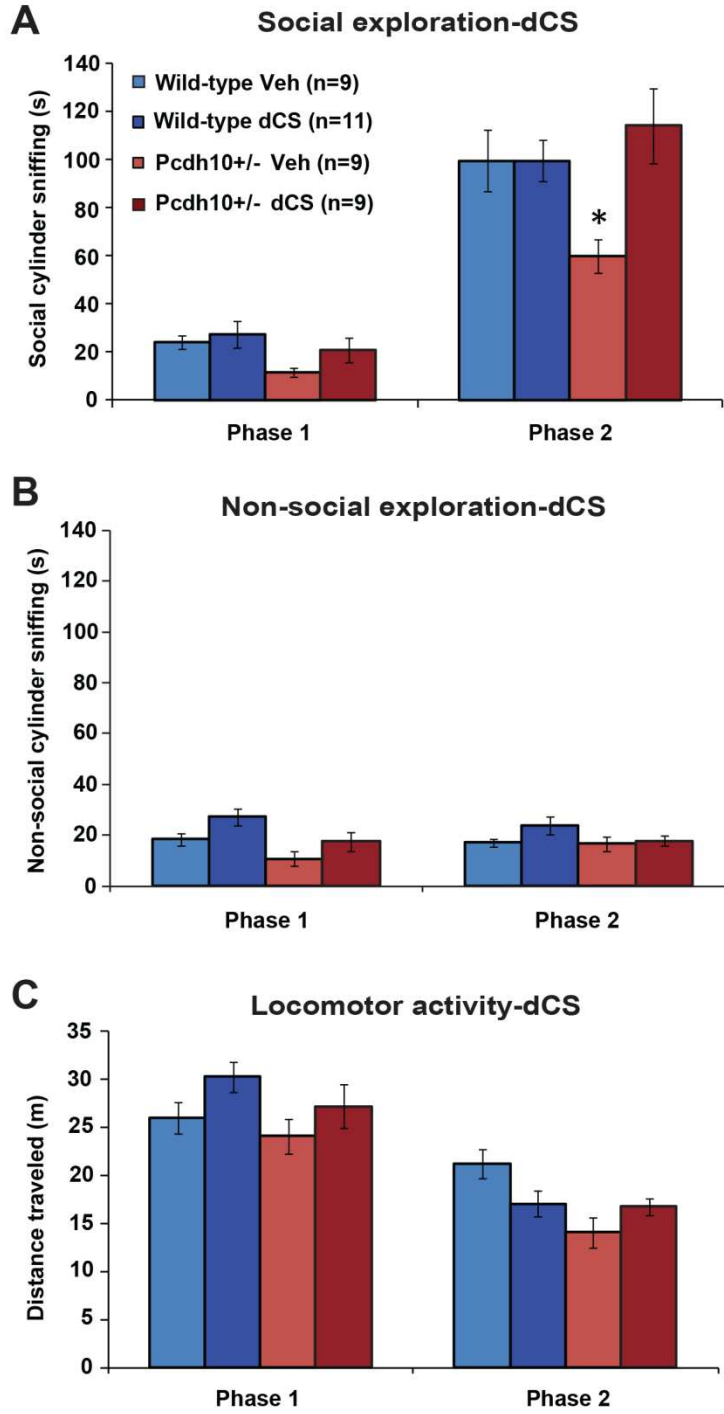 A
Social exploration-dCS
Social cylinder sniffing (s)
140
120
100
80
60
40
20
0
Wild-type Veh (n=9)
Wild-type dCS (n=11)
Pcdh10+/- Veh (n=9)
Pcdh10+/- dCS (n=9)
*
Phase 1
Phase 2
B
Non-social exploration-dCS
Non-social cylinder sniffing (s)
140
120
100
80
60
40
20
0
Phase 1
Phase 2
C
Locomotor activity-dCS
Distance traveled (m)
35
30
25
20
15
10
5
0
Phase 1
Phase 2